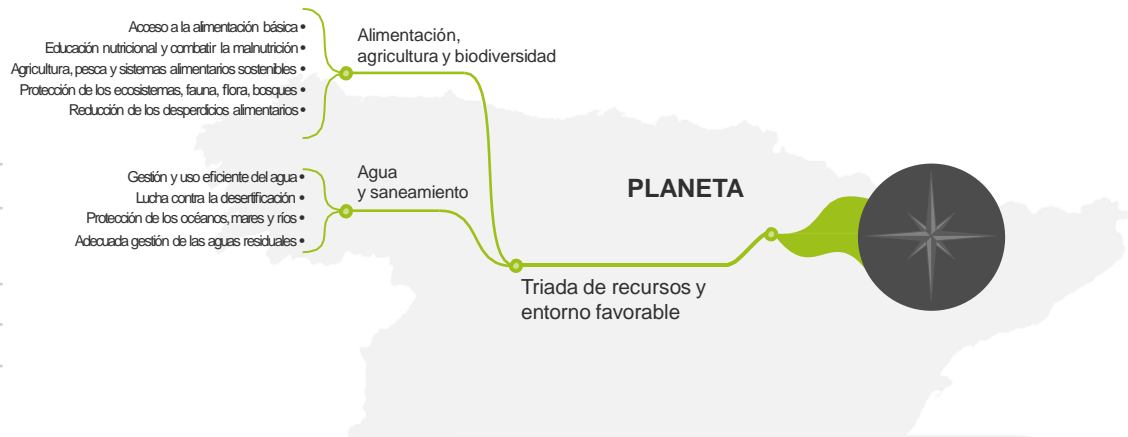 Acceso a la alimentación básica •
Educación nutricional y combatir la malnutrición •
Agricultura, pesca y sistemas alimentarios sostenibles •
Protección de los ecosistemas, fauna, flora, bosques •
Reducción de los desperdicios alimentarios •
Alimentación,
agricultura y biodiversidad
Gestión y uso eficiente del agua •
Lucha contra la desertificación •
Protección de los océanos, mares y ríos •
Adecuada gestión de las aguas residuales •
Agua
y saneamiento
PLANETA
Triada de recursos y
entorno favorable